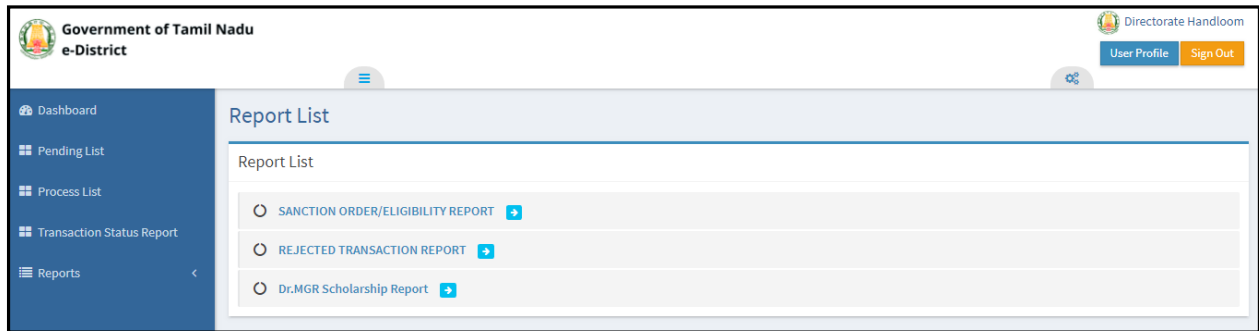 Government of Tamil Nadu
e-District
Directorate Handloom
User Profile
Sign Out
Dashboard
Pending List
Process List
Transaction Status Report
Reports
Report List
Report List
SANCTION ORDER/ELIGIBILITY REPORT
REJECTED TRANSACTION REPORT
Dr.MGR Scholarship Report